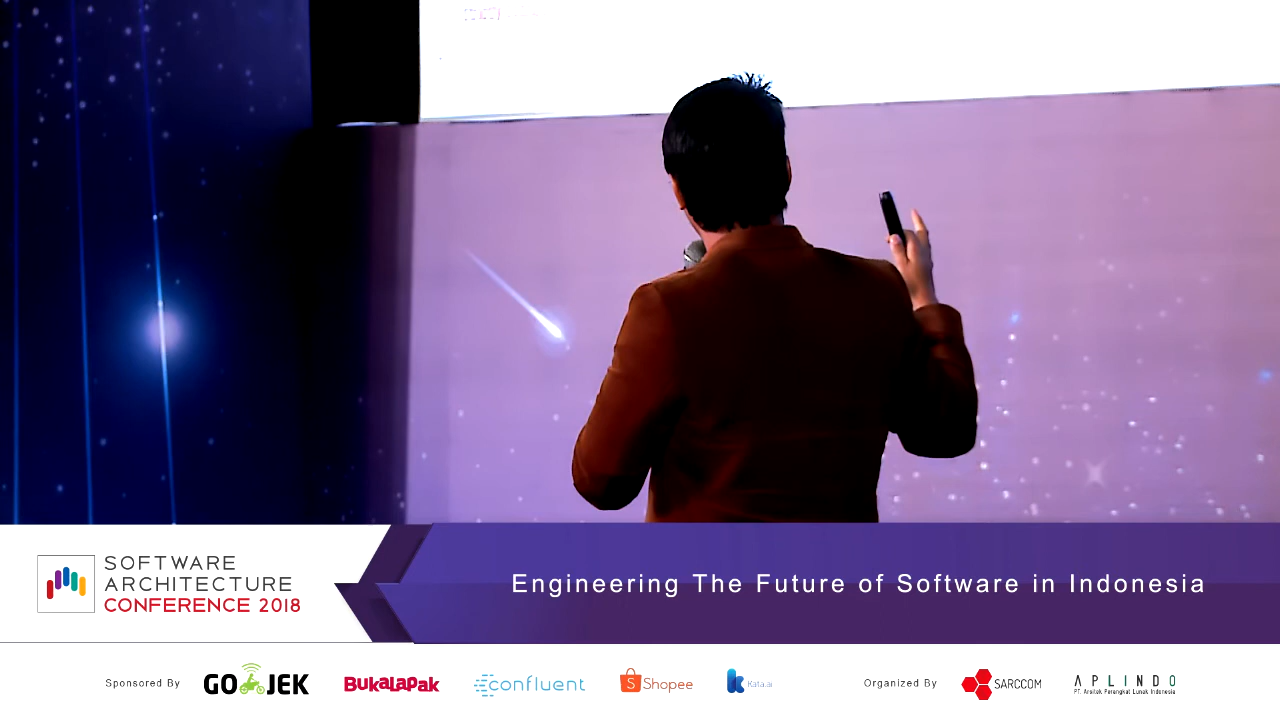 SOFTWARE
ARCHITECTURE
CONFERENCE 2018
Engineering The Future of Software in Indonesia
Sponsored By GOJEK BUKALAPAK confluent Shopee Kata.ai Organized By SARCCOM APLINDO
PT. Arsitek Perangkat Lunak Indonesia